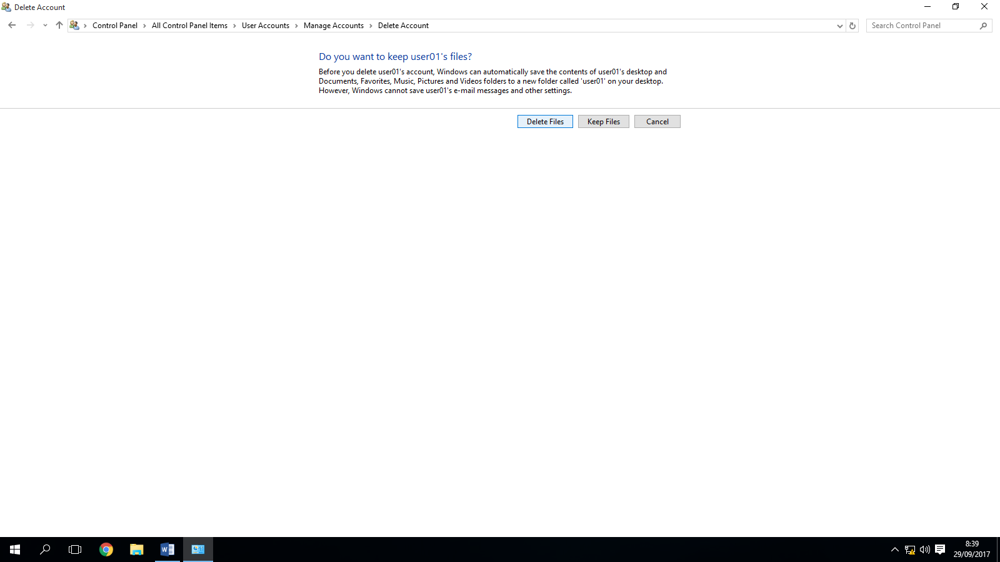 Delete Account
Control Panel > All Control Panel Items > User Accounts > Manage Accounts > Delete Account
Search Control Panel
Do you want to keep user01's files?
Before you delete user01's account, Windows can automatically save the contents of user01's desktop and
Documents, Favorites, Music, Pictures and Videos folders to a new folder called 'user01' on your desktop.
However, Windows cannot save user01's e-mail messages and other settings.
Delete Files Keep Files Cancel
8:39
29/09/2017